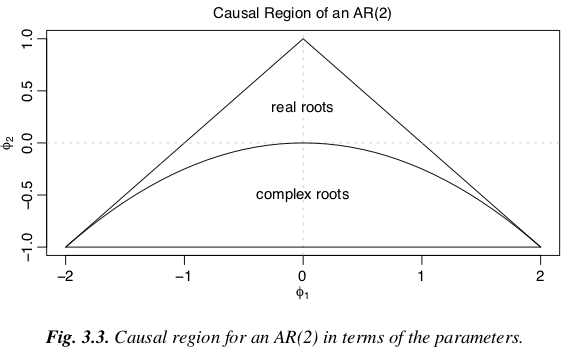 Causal Region of an AR(2)
1.0
0.5
0.0
−0.5
−1.0
ϕ2
real roots
complex roots
−2
−1
0
1
2
ϕ1
Fig. 3.3. Causal region for an AR(2) in terms of the parameters.